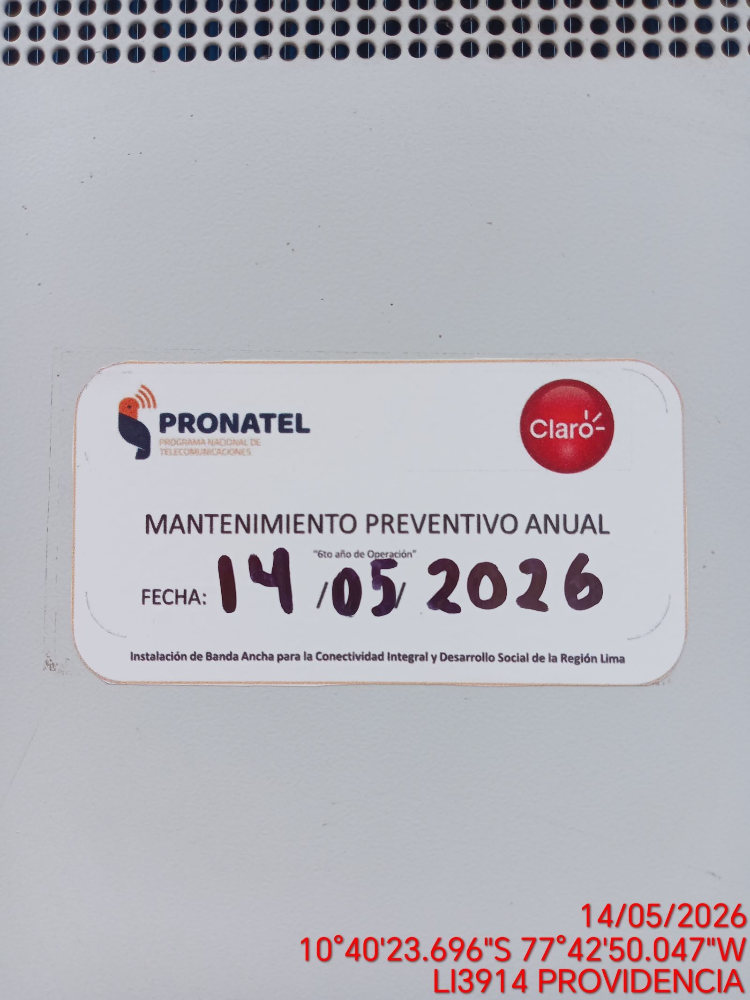 PRONATEL
PROGRAMA NACIONAL DE
TELECOMUNICACIONES
Claro
MANTENIMIENTO PREVENTIVO ANUAL
"6to año de Operación"
FECHA: 14/05/2026
Instalación de Banda Ancha para la Conectividad Integral y Desarrollo Social de la Región Lima
14/05/2026
10°40'23.696"S 77°42'50.047"W
LI3914 PROVIDENCIA